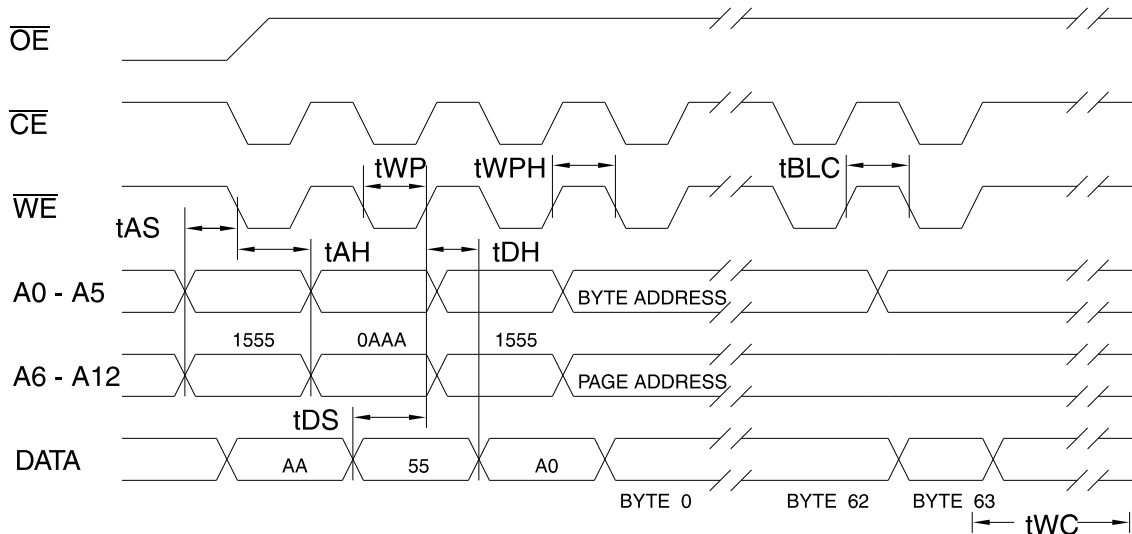 OE
CE
tWP tWPH tBLC
WE
tAS
tAH tDH
A0 - A5 BYTE ADDRESS
1555 0AAA 1555
A6 - A12 PAGE ADDRESS
tDS
DATA AA 55 A0
BYTE 0 BYTE 62 BYTE 63
tWC